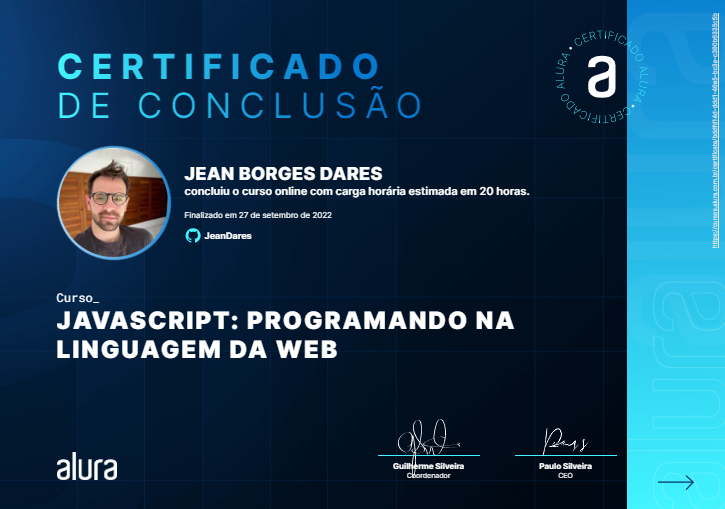 CERTIFICADO
DE CONCLUSÃO
CERTIFICADO ALURA • CERTIFICADO ALURA •
a
JEAN BORGES DARES
concluiu o curso online com carga horária estimada em 20 horas.
Finalizado em 27 de setembro de 2022
JeanDares
Curso_
JAVASCRIPT: PROGRAMANDO NA
LINGUAGEM DA WEB
Guilherme Silveira
Coordenador
Paulo Silveira
CEO
alura
alura